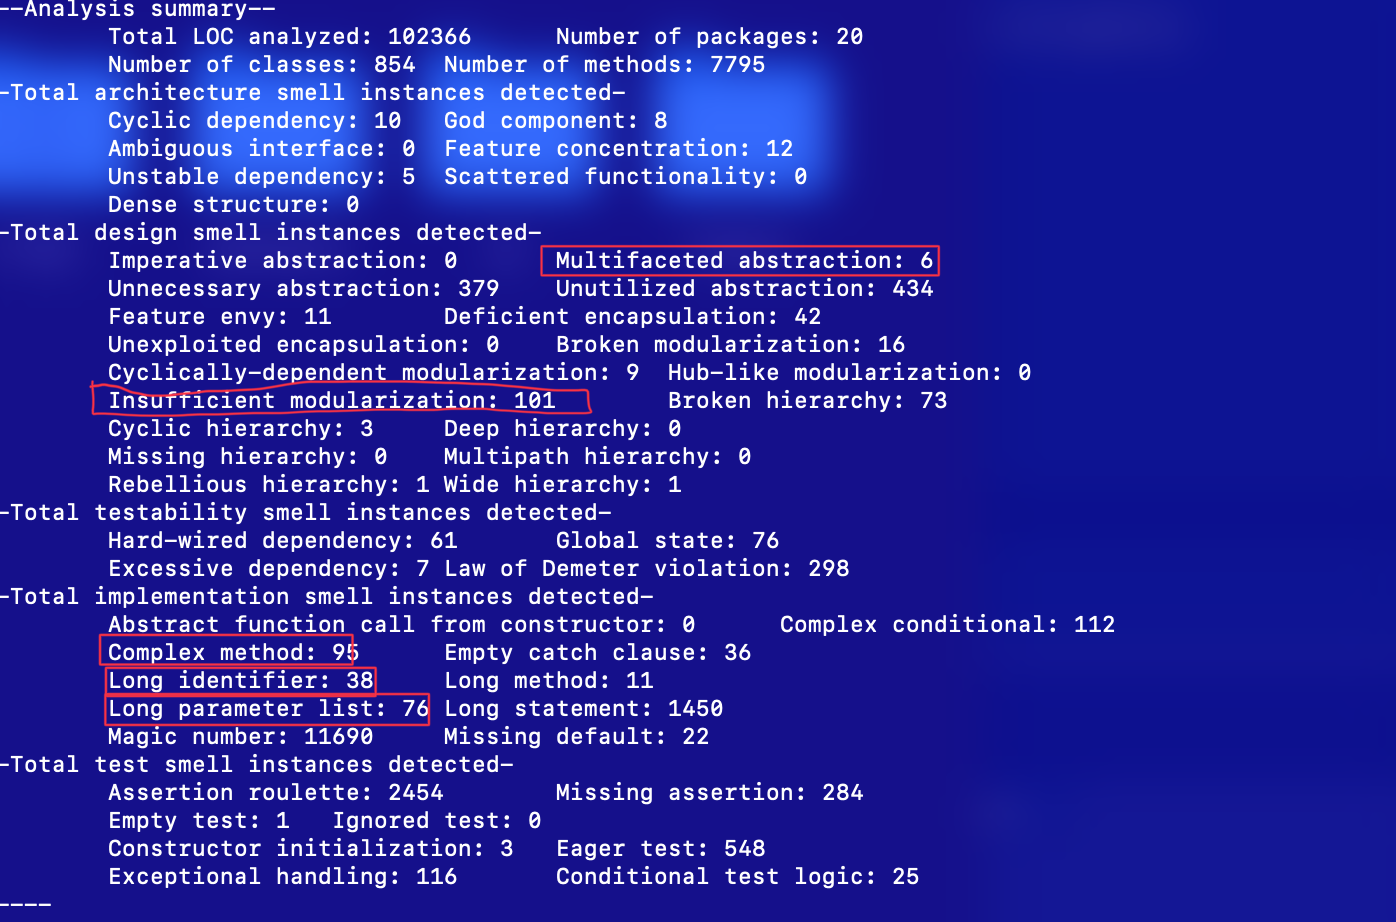 --Analysis summary--
Total LOC analyzed: 102366 Number of packages: 20
Number of classes: 854 Number of methods: 7795
-Total architecture smell instances detected-
Cyclic dependency: 10 God component: 8
Ambiguous interface: 0 Feature concentration: 12
Unstable dependency: 5 Scattered functionality: 0
Dense structure: 0
-Total design smell instances detected-
Imperative abstraction: 0 Multifaceted abstraction: 6
Unnecessary abstraction: 379 Unutilized abstraction: 434
Feature envy: 11 Deficient encapsulation: 42
Unexploited encapsulation: 0 Broken modularization: 16
Cyclically-dependent modularization: 9 Hub-like modularization: 0
Insufficient modularization: 101 Broken hierarchy: 73
Cyclic hierarchy: 3 Deep hierarchy: 0
Missing hierarchy: 0 Multipath hierarchy: 0
Rebellious hierarchy: 1 Wide hierarchy: 1
-Total testability smell instances detected-
Hard-wired dependency: 61 Global state: 76
Excessive dependency: 7 Law of Demeter violation: 298
-Total implementation smell instances detected-
Abstract function call from constructor: 0 Complex conditional: 112
Complex method: 95 Empty catch clause: 36
Long identifier: 38 Long method: 11
Long parameter list: 76 Long statement: 1450
Magic number: 11690 Missing default: 22
-Total test smell instances detected-
Assertion roulette: 2454 Missing assertion: 284
Empty test: 1 Ignored test: 0
Constructor initialization: 3 Eager test: 548
Exceptional handling: 116 Conditional test logic: 25
----